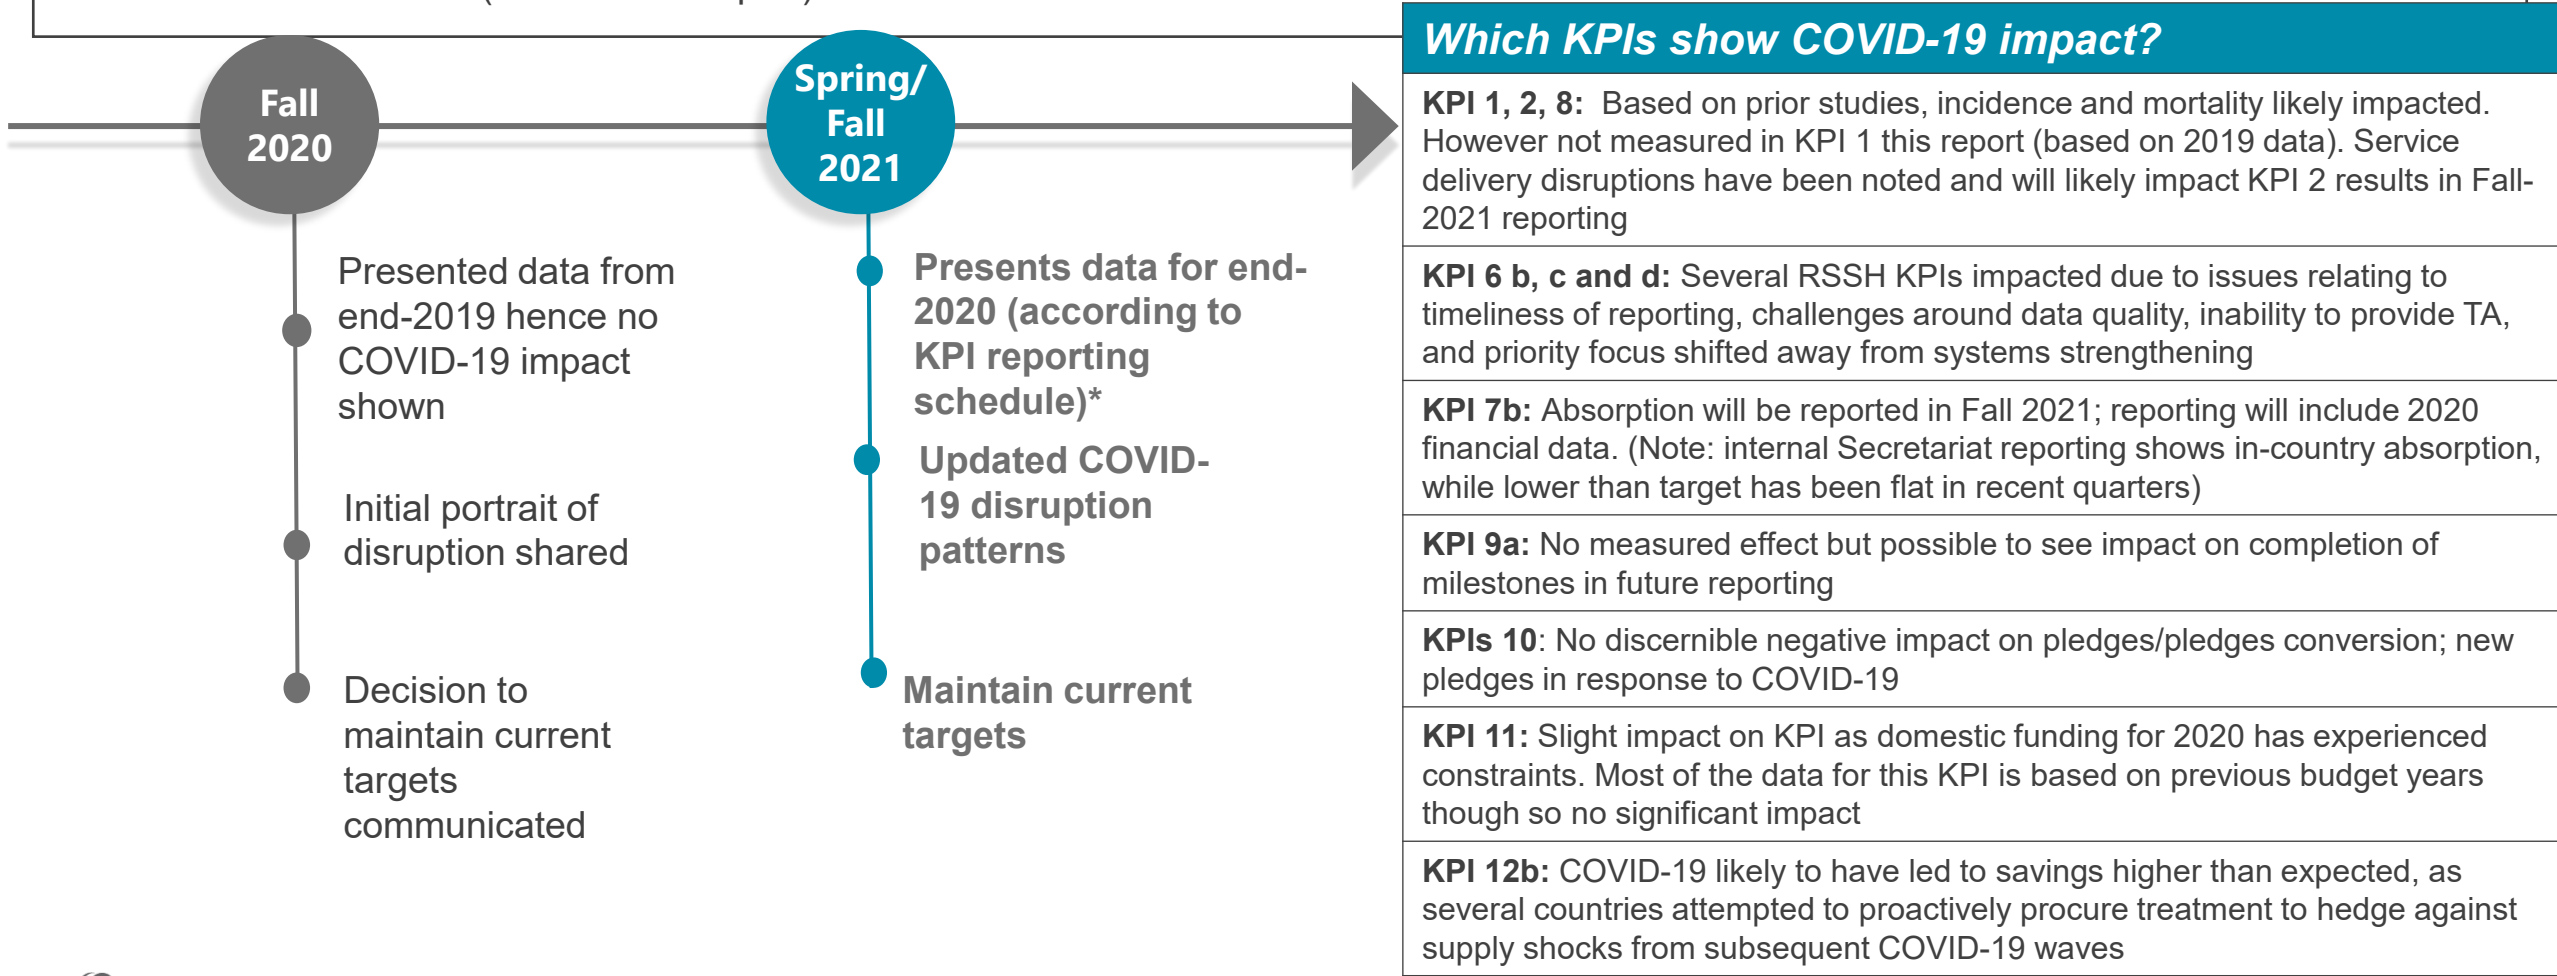 Fall
2020
Presented data from
end-2019 hence no
COVID-19 impact
shown
Initial portrait of
disruption shared
Decision to
maintain current
targets
communicated
Spring/
Fall
2021
Presents data for end-
2020 (according to
KPI reporting
schedule)*
Updated COVID-
19 disruption
patterns
Maintain current
targets
Which KPIs show COVID-19 impact?
KPI 1, 2, 8: Based on prior studies, incidence and mortality likely impacted.
However not measured in KPI 1 this report (based on 2019 data). Service
delivery disruptions have been noted and will likely impact KPI 2 results in Fall-
2021 reporting
KPI 6 b, c and d: Several RSSH KPIs impacted due to issues relating to
timeliness of reporting, challenges around data quality, inability to provide TA,
and priority focus shifted away from systems strengthening
KPI 7b: Absorption will be reported in Fall 2021; reporting will include 2020
financial data. (Note: internal Secretariat reporting shows in-country absorption,
while lower than target has been flat in recent quarters)
KPI 9a: No measured effect but possible to see impact on completion of
milestones in future reporting
KPIs 10: No discernible negative impact on pledges/pledges conversion; new
pledges in response to COVID-19
KPI 11: Slight impact on KPI as domestic funding for 2020 has experienced
constraints. Most of the data for this KPI is based on previous budget years
though so no significant impact
KPI 12b: COVID-19 likely to have led to savings higher than expected, as
several countries attempted to proactively procure treatment to hedge against
supply shocks from subsequent COVID-19 waves